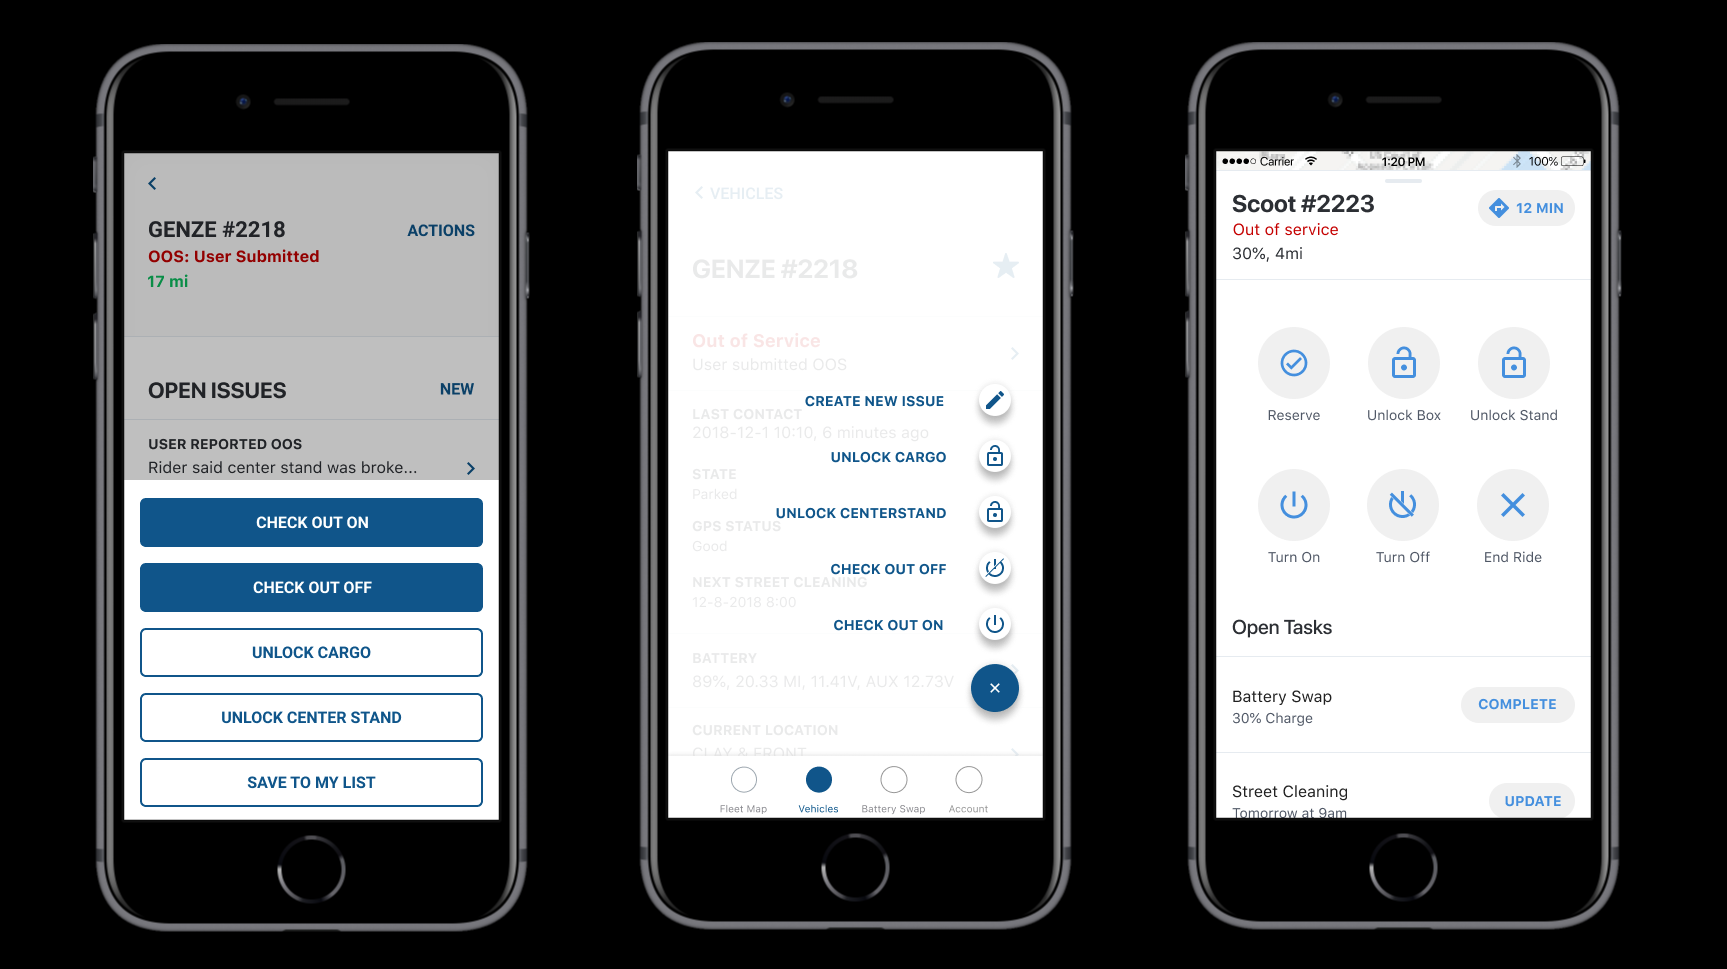 GENZE #2218
ACTIONS
OOS: User Submitted
17 mi
OPEN ISSUES
NEW
USER REPORTED OOS
Rider said center stand was broke...
CHECK OUT ON
CHECK OUT OFF
UNLOCK CARGO
UNLOCK CENTER STAND
SAVE TO MY LIST
VEHICLES
GENZE #2218
Out of Service
User submitted OOS
CREATE NEW ISSUE
LAST CONTACT
2018-12-1 10:10, 6 minutes ago
UNLOCK CARGO
STATE
Parked
UNLOCK CENTERSTAND
GPS STATUS
Good
CHECK OUT OFF
NEXT STREET CLEANING
12-8-2018 8:00
CHECK OUT ON
BATTERY
89%, 20.33 MI, 11.41V, AUX 12.73V
CURRENT LOCATION
CLAY & FRONT
Fleet Map
Vehicles
Battery Swap
Account
Carrier
1:20 PM
100%
Scoot #2223
12 MIN
Out of service
30%, 4mi
Reserve
Unlock Box
Unlock Stand
Turn On
Turn Off
End Ride
Open Tasks
Battery Swap
COMPLETE
30% Charge
Street Cleaning
UPDATE
Tomorrow at 9am